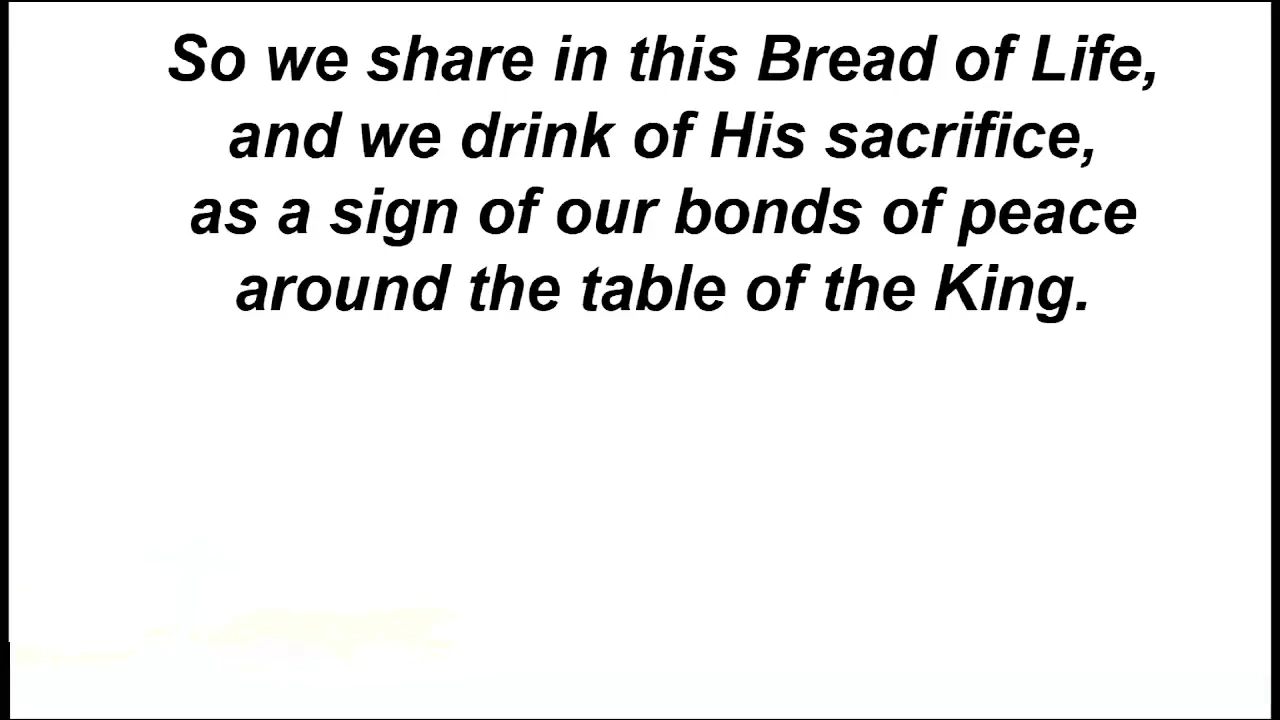 So we share in this Bread of Life,
and we drink of His sacrifice,
as a sign of our bonds of peace
around the table of the King.